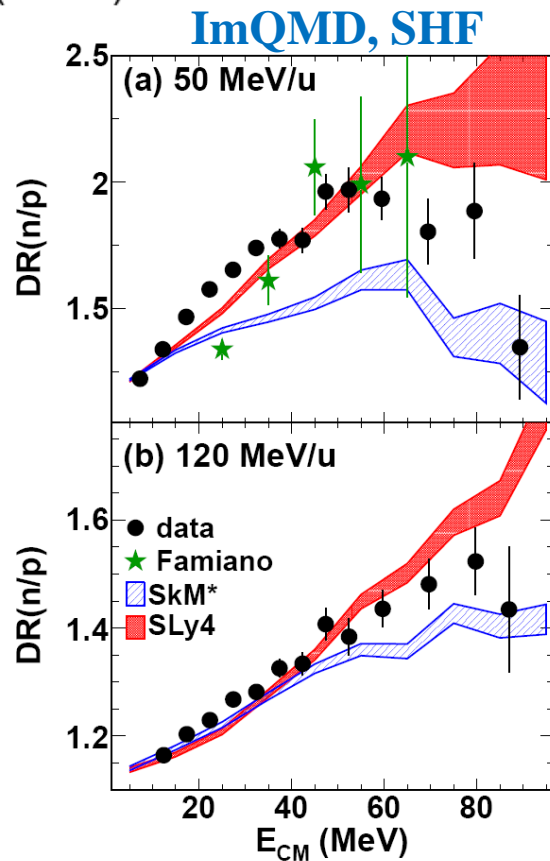 ImQMD, SHF
2.5
(a) 50 MeV/u
2
DR(n/p)
1.5
(b) 120 MeV/u
data
1.6
Famiano
SkM*
DR(n/p)
SLy4
1.4
1.2
20 40 60 80
E_CM (MeV)